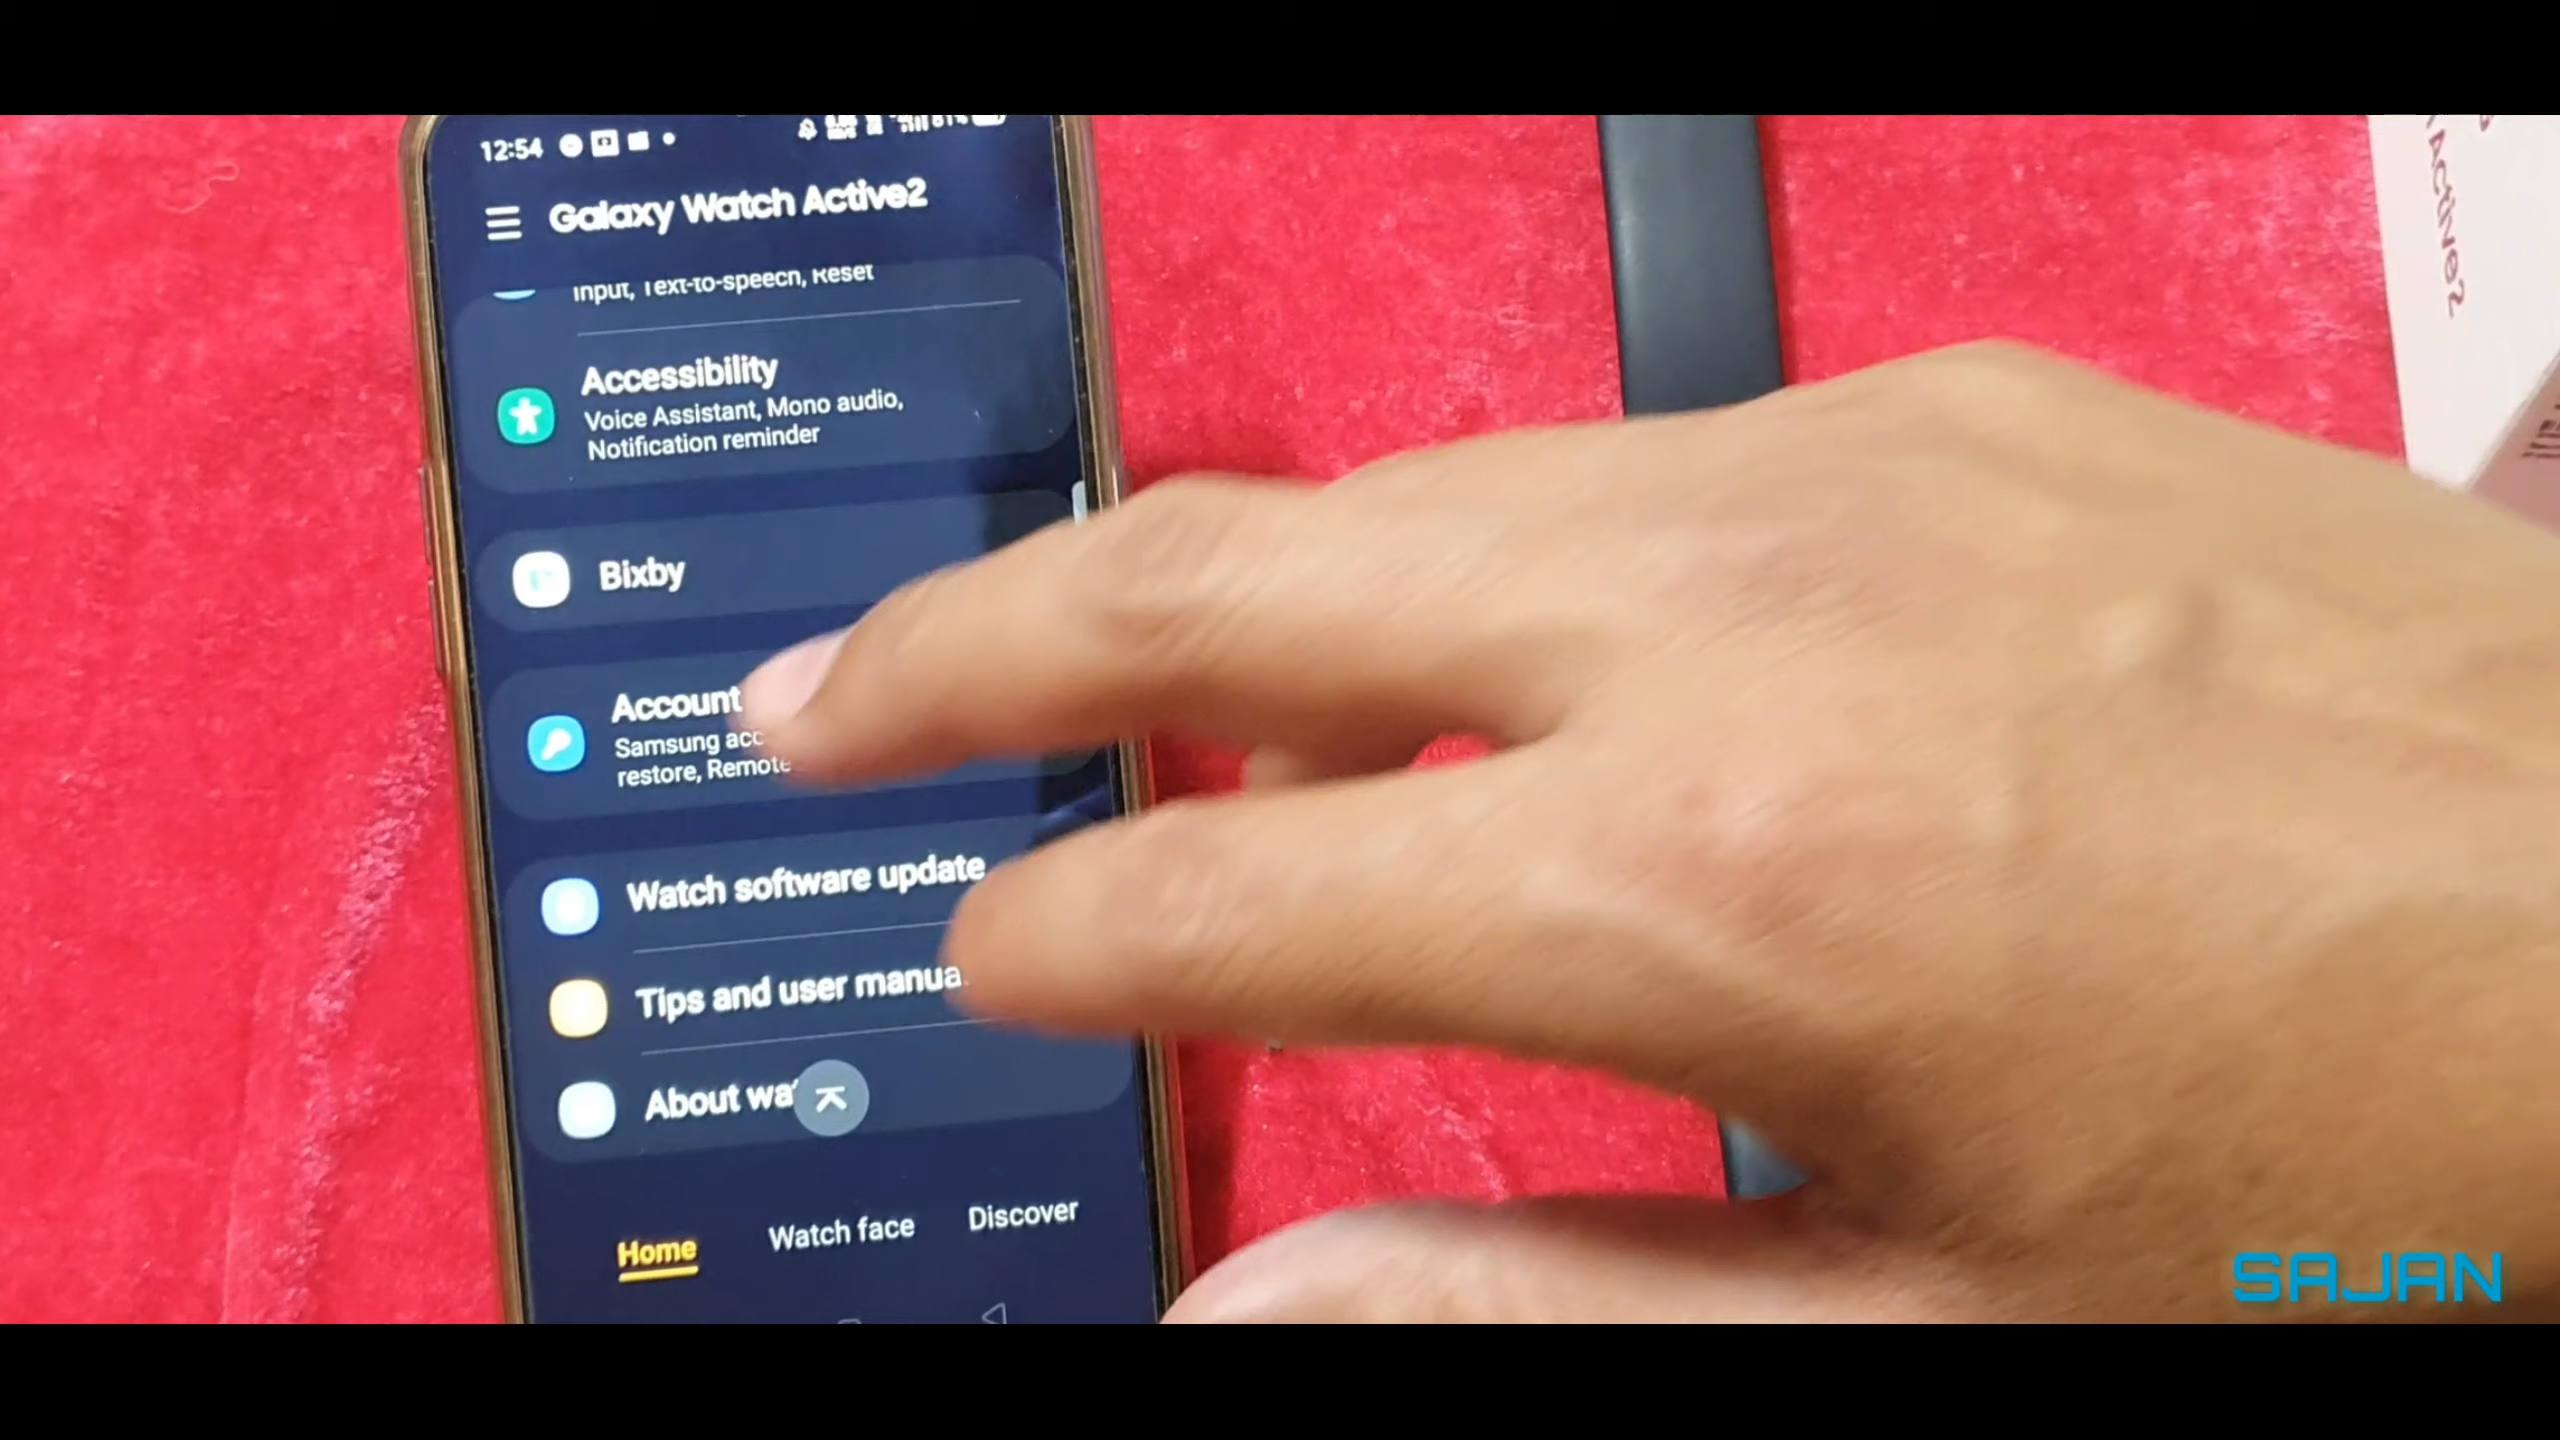 12:54
Galaxy Watch Active2
Input, Text-to-speech, Reset
Accessibility
Voice Assistant, Mono audio,
Notification reminder
Bixby
Account
Samsung acc
restore, Remote
Watch software update
Tips and user manua
About wa
Home
Watch face
Discover
Active2
SAJAN